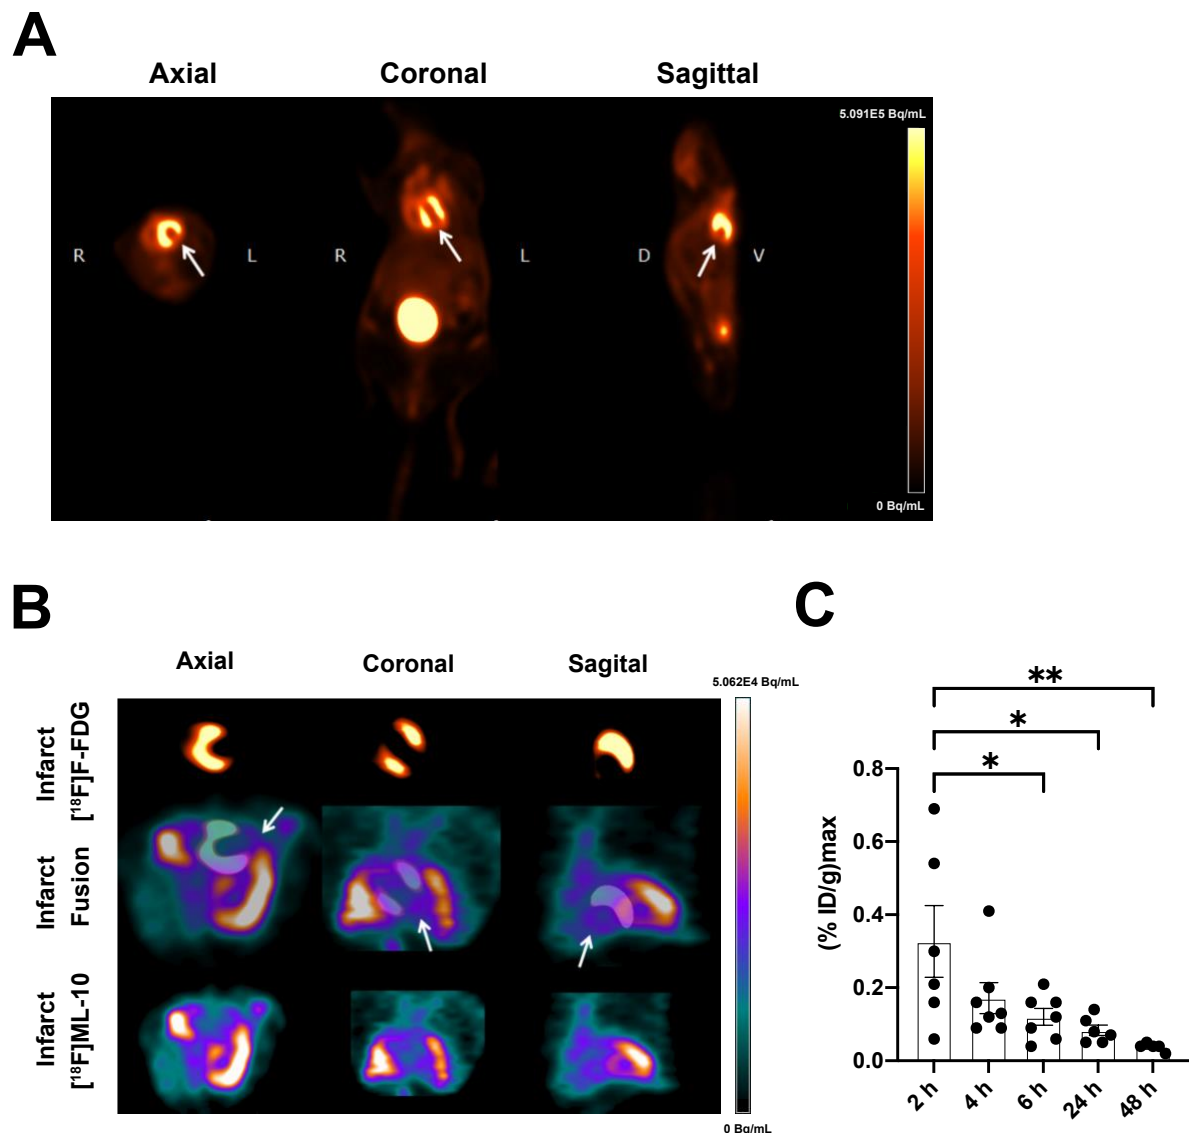 A
Axial
Coronal
Sagittal
5.091E5 Bq/mL
R
L
R
L
D
V
0 Bq/mL
B
Axial
Coronal
Sagital
5.062E4 Bq/mL
Infarct
[¹⁸F]F-FDG
Infarct
Fusion
Infarct
[¹⁸F]ML-10
0 Bq/mL
C
**
*
*
(% ID/g)max
0.8
0.6
0.4
0.2
0.0
2 h
4 h
6 h
24 h
48 h